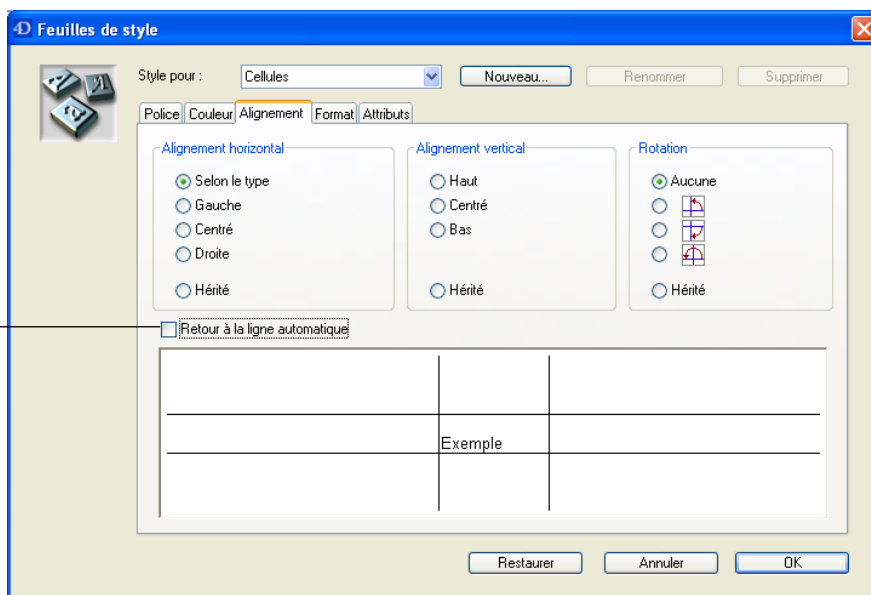 4D Feuilles de style
Style pour : Cellules Nouveau... Renommer Supprimer
Police Couleur Alignement Format Attributs
Alignement horizontal
Selon le type
Gauche
Centré
Droite
Hérité
Alignement vertical
Haut
Centré
Bas
Hérité
Rotation
Aucune
Hérité
Retour à la ligne automatique
Exemple
Restaurer Annuler OK